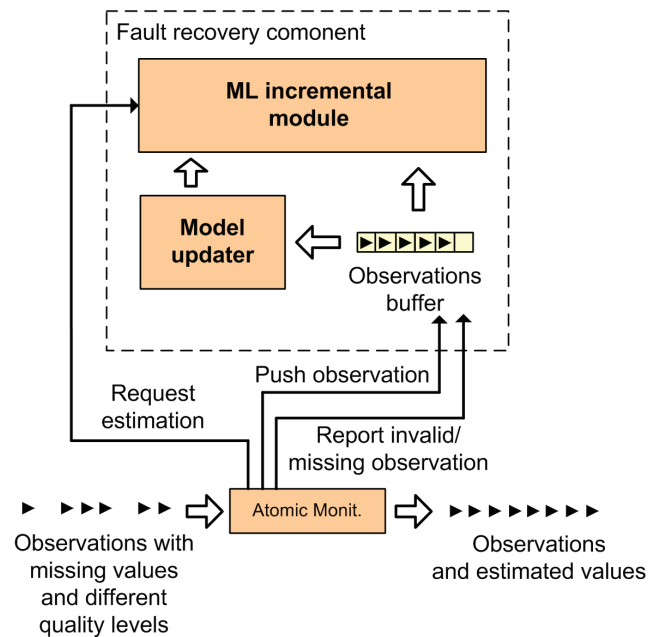 Fault recovery comonent
ML incremental
module
Model
updater
Observations
buffer
Push observation
Request
estimation
Report invalid/
missing observation
Atomic Monit.
Observations with
missing values
and different
quality levels
Observations
and estimated values